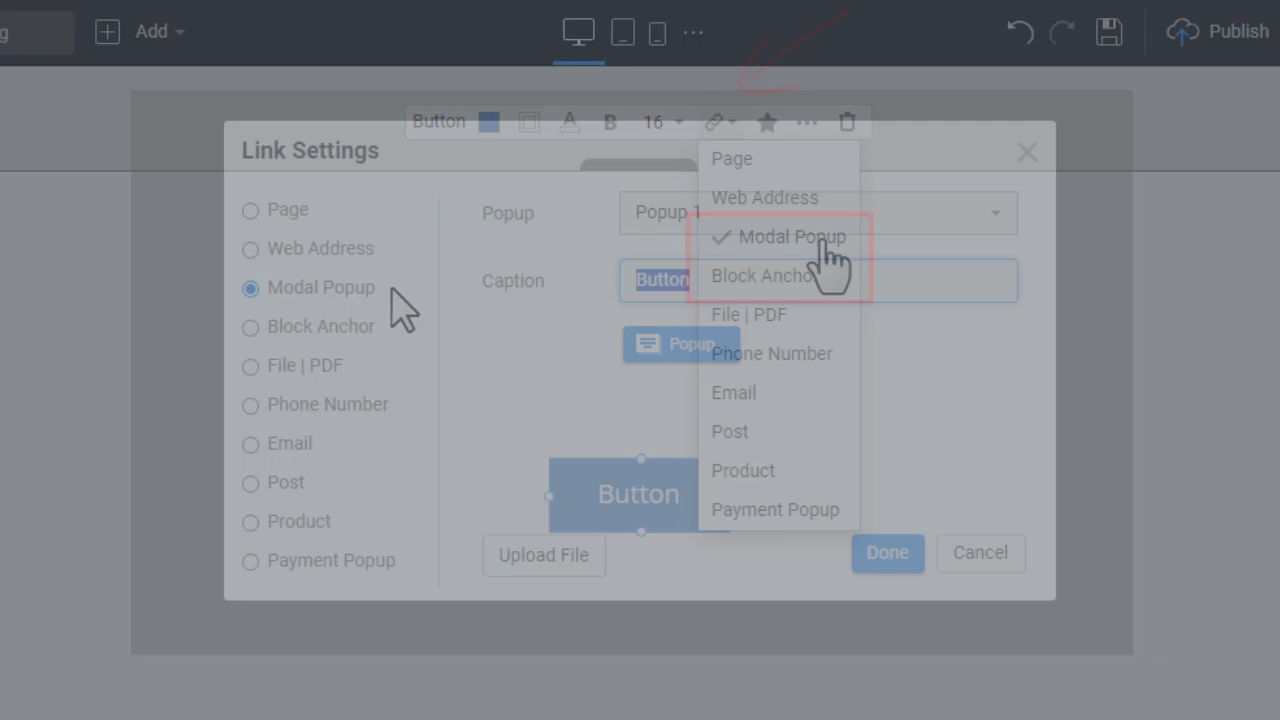 g
Add
Publish
Button
B
16
Link Settings
Page
Web Address
Modal Popup
Block Anchor
File | PDF
Phone Number
Email
Post
Product
Payment Popup
Popup
Popup 1
Caption
Button
Popup
Button
Upload File
Done
Cancel
Page
Web Address
Modal Popup
Block Ancho
File | PDF
Phone Number
Email
Post
Product
Payment Popup